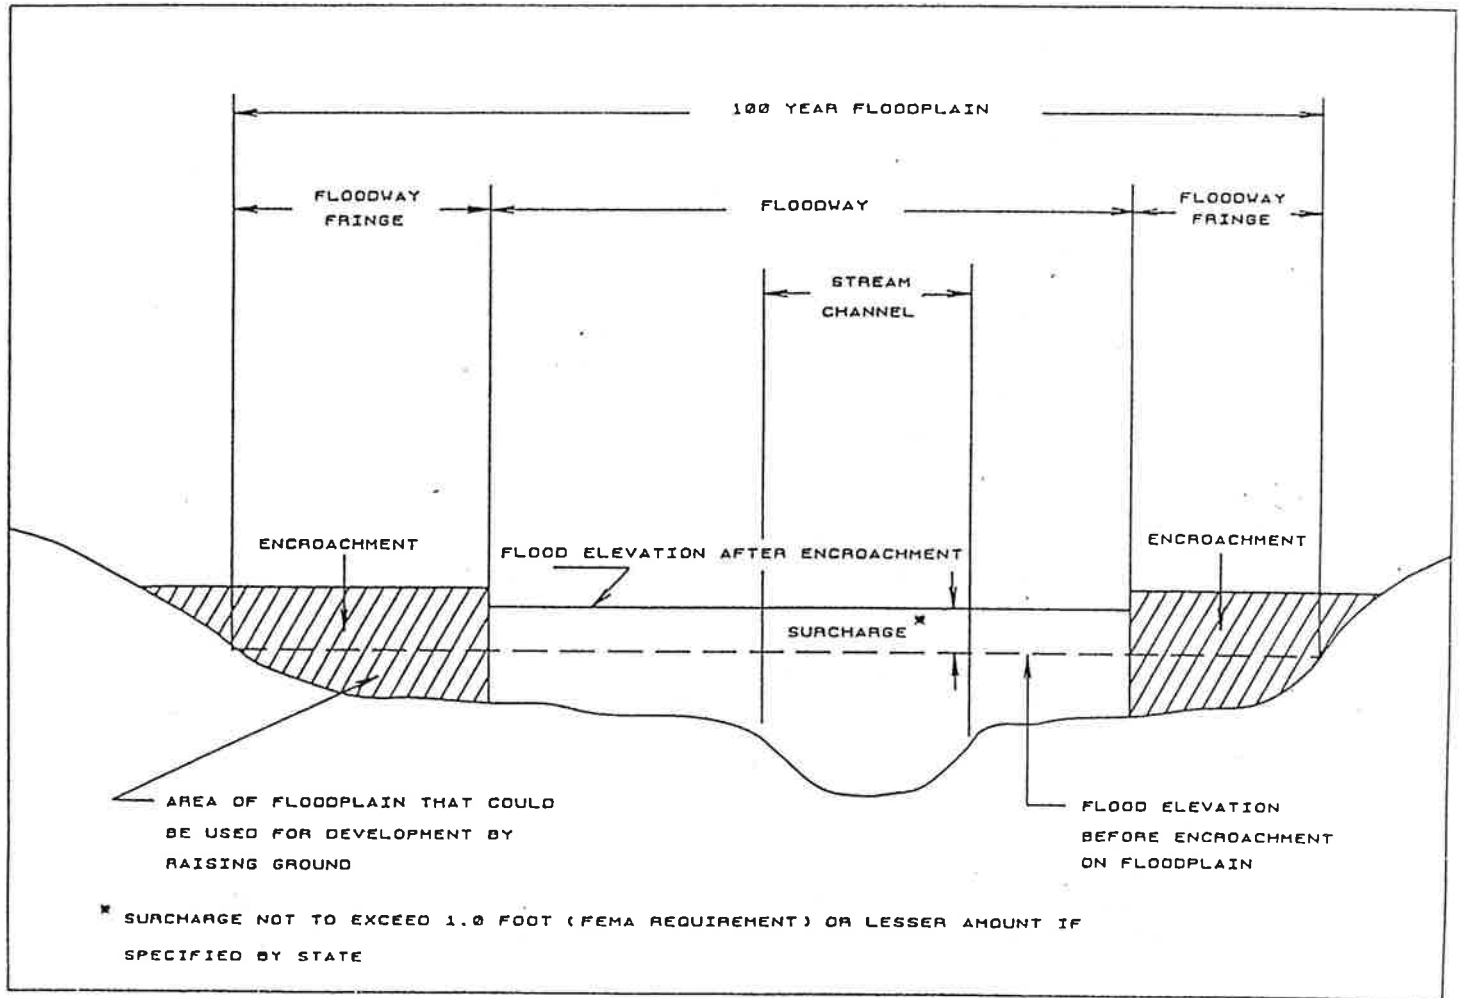 100 YEAR FLOODPLAIN
FLOODWAY
FRINGE
FLOODWAY
FLOODWAY
FRINGE
STREAM
CHANNEL
ENCROACHMENT
FLOOD ELEVATION AFTER ENCROACHMENT
ENCROACHMENT
SURCHARGE*
AREA OF FLOODPLAIN THAT COULD
BE USED FOR DEVELOPMENT BY
RAISING GROUND
FLOOD ELEVATION
BEFORE ENCROACHMENT
ON FLOODPLAIN
* SURCHARGE NOT TO EXCEED 1.0 FOOT (FEMA REQUIREMENT) OR LESSER AMOUNT IF
SPECIFIED BY STATE